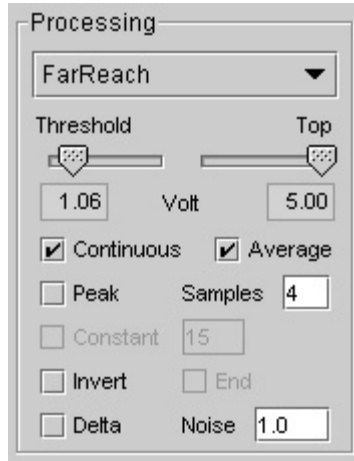 Processing
FarReach
Threshold Top
1.06 Volt 5.00
Continuous Average
Peak Samples 4
Constant 15
Invert End
Delta Noise 1.0